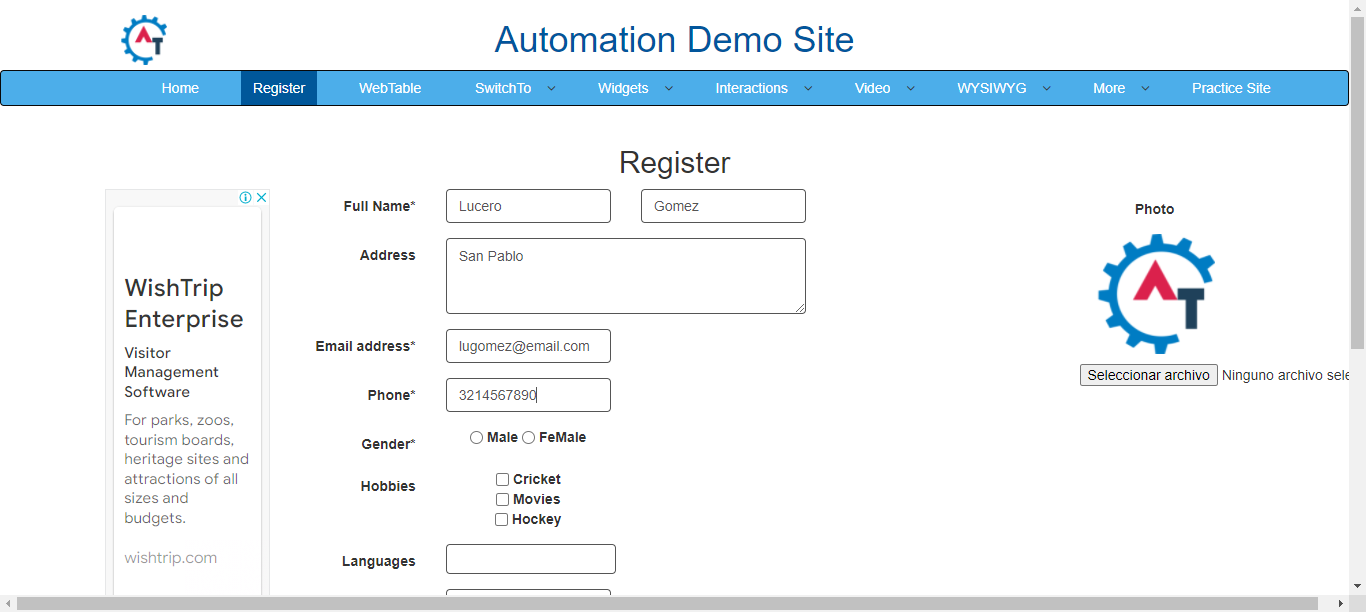 Automation Demo Site
Home Register WebTable SwitchTo Widgets Interactions Video WYSIWYG More Practice Site
Register
WishTrip
Enterprise
Visitor
Management
Software
For parks, zoos,
tourism boards,
heritage sites and
attractions of all
sizes and
budgets.
wishtrip.com
Full Name* Lucero Gomez
Address San Pablo
Email address* lugomez@email.com
Phone* 3214567890
Gender* Male FeMale
Hobbies Cricket
Movies
Hockey
Languages
Photo
AT
Seleccionar archivo Ninguno archivo sele